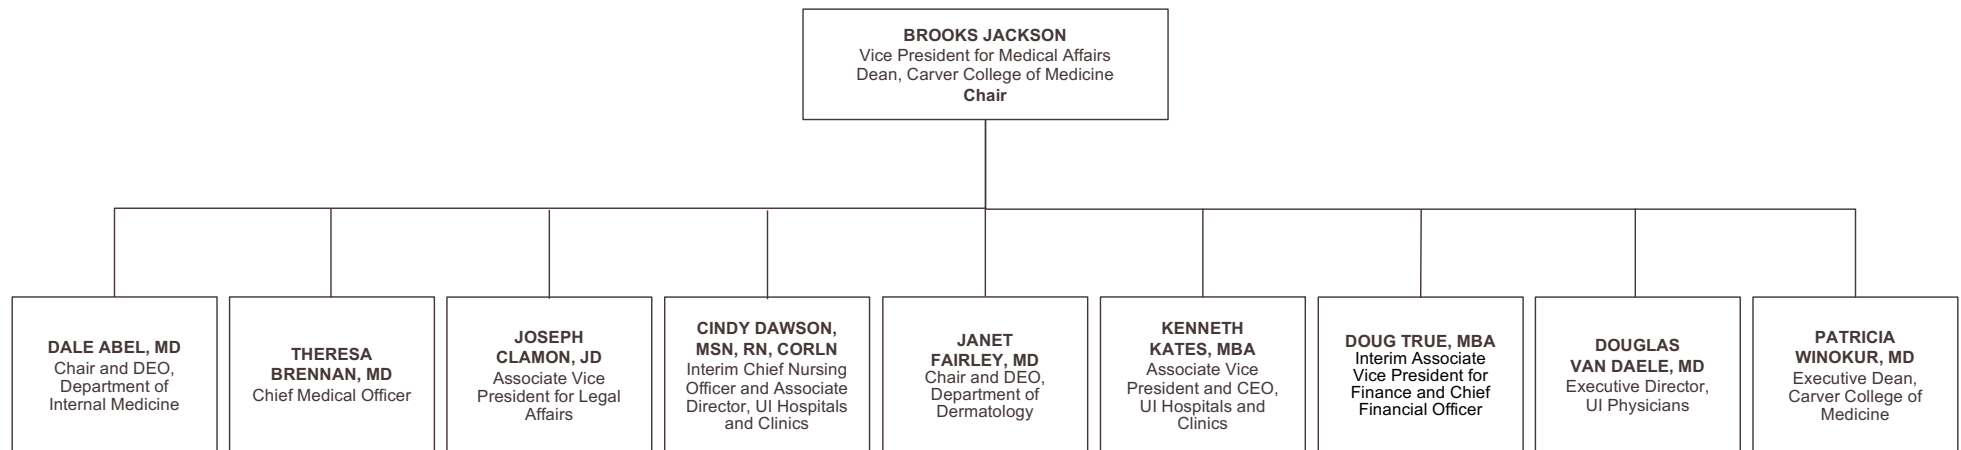 BROOKS JACKSON
Vice President for Medical Affairs
Dean, Carver College of Medicine
Chair
DALE ABEL, MD
Chair and DEO,
Department of
Internal Medicine
THERESA
BRENNAN, MD
Chief Medical Officer
JOSEPH
CLAMON, JD
Associate Vice
President for Legal
Affairs
CINDY DAWSON,
MSN, RN, CORLN
Interim Chief Nursing
Officer and Associate
Director, UI Hospitals
and Clinics
JANET
FAIRLEY, MD
Chair and DEO,
Department of
Dermatology
KENNETH
KATES, MBA
Associate Vice
President and CEO,
UI Hospitals and
Clinics
DOUG TRUE, MBA
Interim Associate
Vice President for
Finance and Chief
Financial Officer
DOUGLAS
VAN DAELE, MD
Executive Director,
UI Physicians
PATRICIA
WINOKUR, MD
Executive Dean,
Carver College of
Medicine